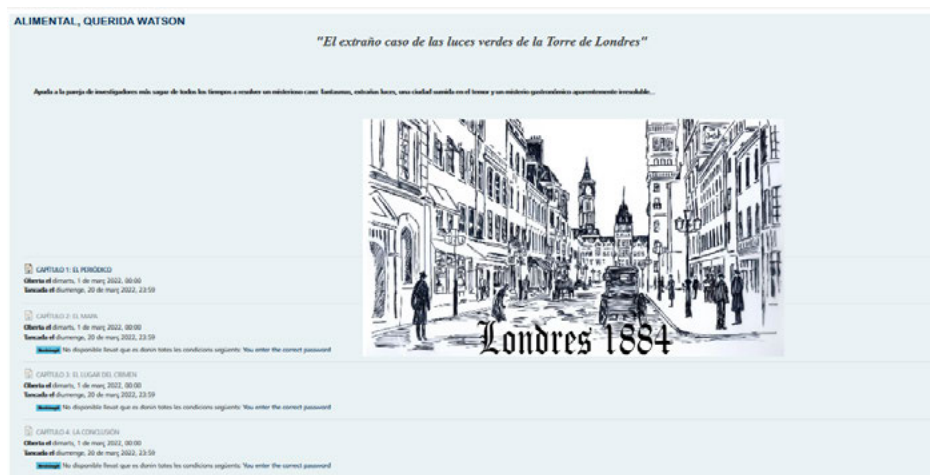 ALIMENTAL, QUERIDA WATSON
"El extraño caso de las luces verdes de la Torre de Londres"
Ayuda a la pareja de investigadores más sagaz de todos los tiempos a resolver un misterioso caso: fantasmas, extrañas luces, una ciudad sumida en el temor y un misterio gastronómico aparentemente irresoluble...
Londres 1884
CAPÍTULO 1: EL PERIÓDICO
Oberta el dimarts, 1 de març 2022, 00:00
Tancada el diumenge, 20 de març 2022, 23:59
CAPÍTULO 2: EL MAPA
Oberta el dimarts, 1 de març 2022, 00:00
Tancada el diumenge, 20 de març 2022, 23:59
Restringit No disponible llevat que es donin totes les condicions següents: You enter the correct password
CAPÍTULO 3: EL LUGAR DEL CRIMEN
Oberta el dimarts, 1 de març 2022, 00:00
Tancada el diumenge, 20 de març 2022, 23:59
Restringit No disponible llevat que es donin totes les condicions següents: You enter the correct password
CAPÍTULO 4: LA CONCLUSIÓN
Oberta el dimarts, 1 de març 2022, 00:00
Tancada el diumenge, 20 de març 2022, 23:59
Restringit No disponible llevat que es donin totes les condicions següents: You enter the correct password